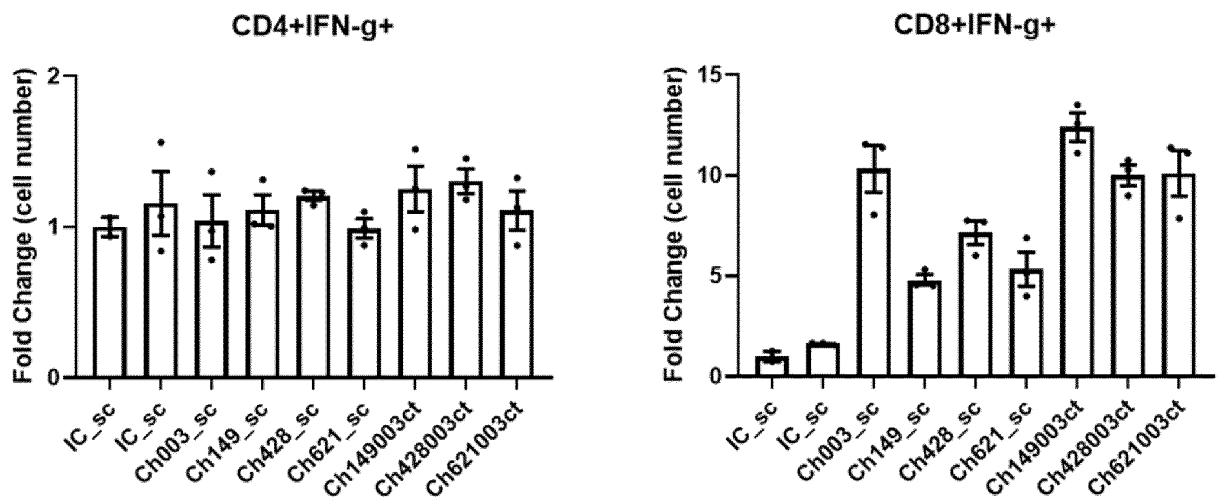 CD4+IFN-g+
Fold Change (cell number)
2
1
0
IC_sc
IC_sc
Ch003_sc
Ch149_sc
Ch428_sc
Ch621_sc
Ch149003ct
Ch428003ct
Ch621003ct
CD8+IFN-g+
Fold Change (cell number)
15
10
5
0
IC_sc
IC_sc
Ch003_sc
Ch149_sc
Ch428_sc
Ch621_sc
Ch149003ct
Ch428003ct
Ch621003ct